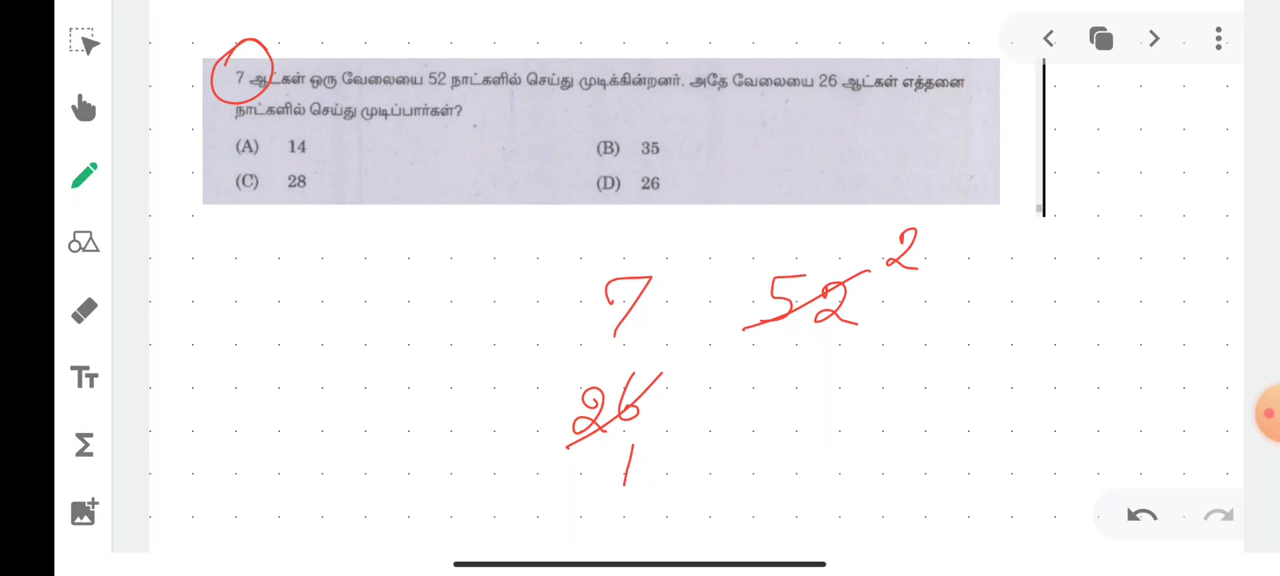 7 ஆட்கள் ஒரு வேலையை 52 நாட்களில் செய்து முடிக்கின்றனர். அதே வேலையை 26 ஆட்கள் எத்தனை
நாட்களில் செய்து முடிப்பார்கள்?
(A) 14 (B) 35
(C) 28 (D) 26
2
7 52
26
1
Tт
Σ